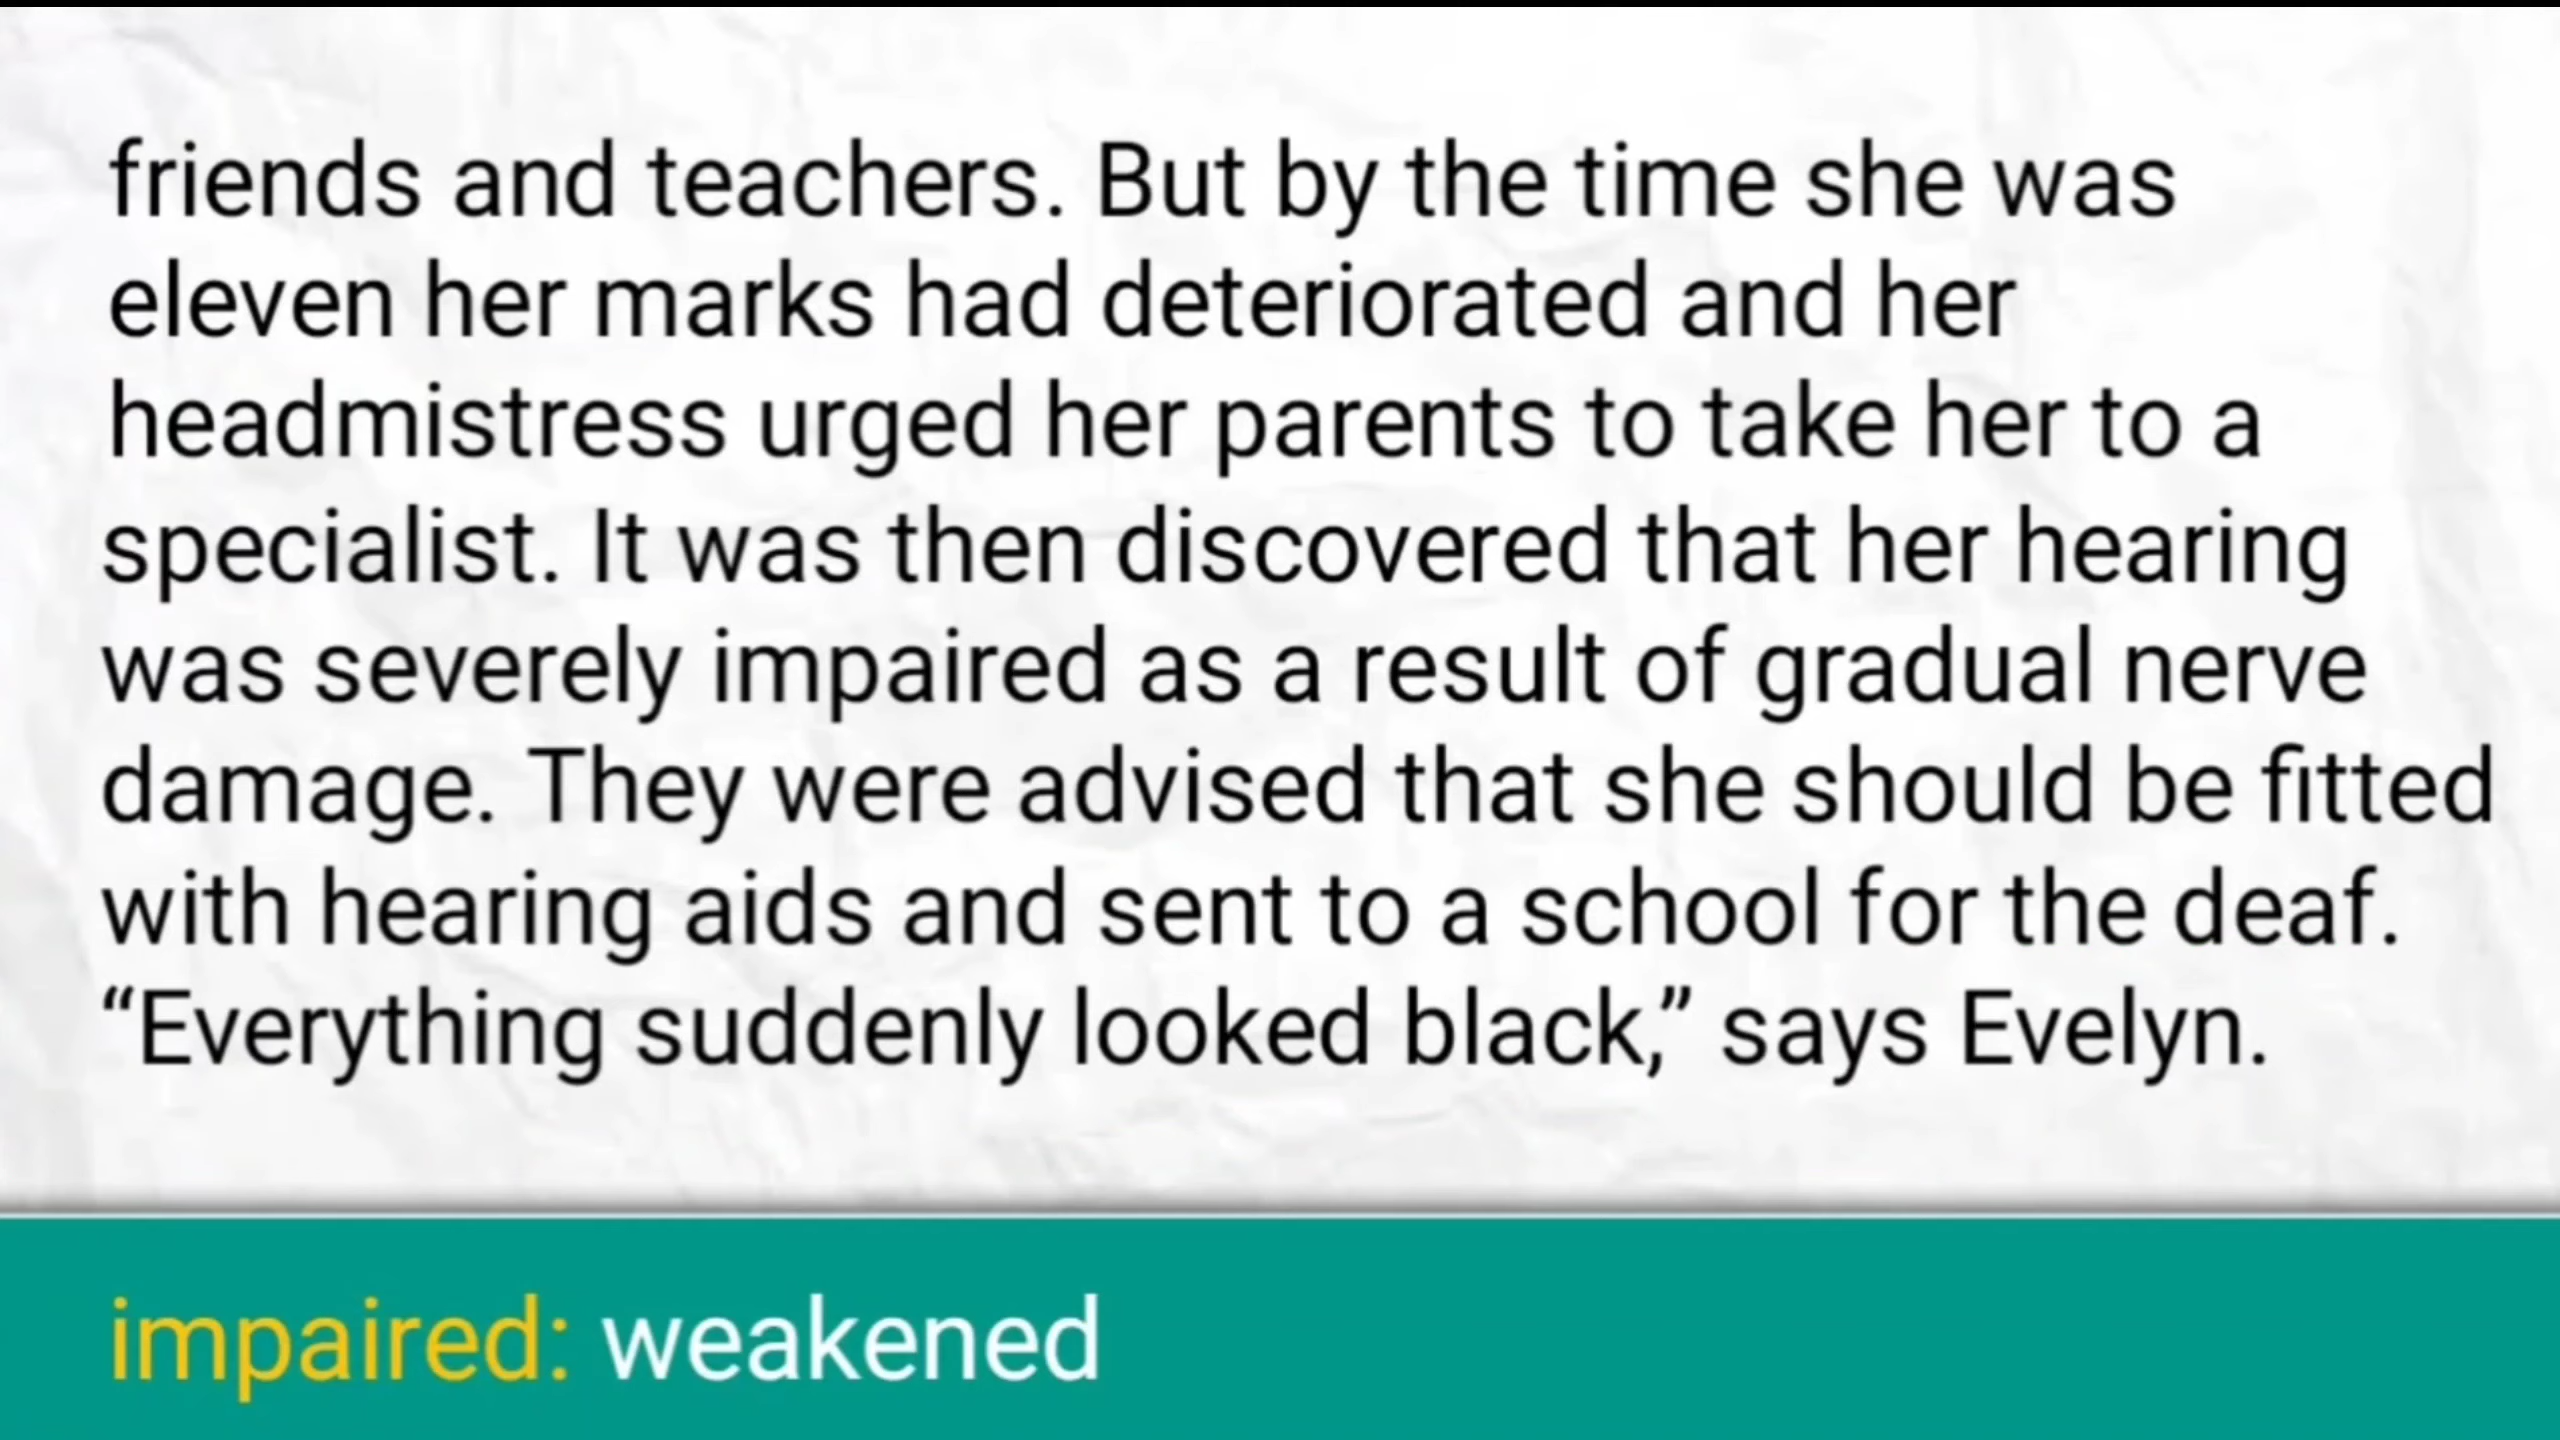 friends and teachers. But by the time she was
eleven her marks had deteriorated and her
headmistress urged her parents to take her to a
specialist. It was then discovered that her hearing
was severely impaired as a result of gradual nerve
damage. They were advised that she should be fitted
with hearing aids and sent to a school for the deaf.
“Everything suddenly looked black,” says Evelyn.
impaired: weakened